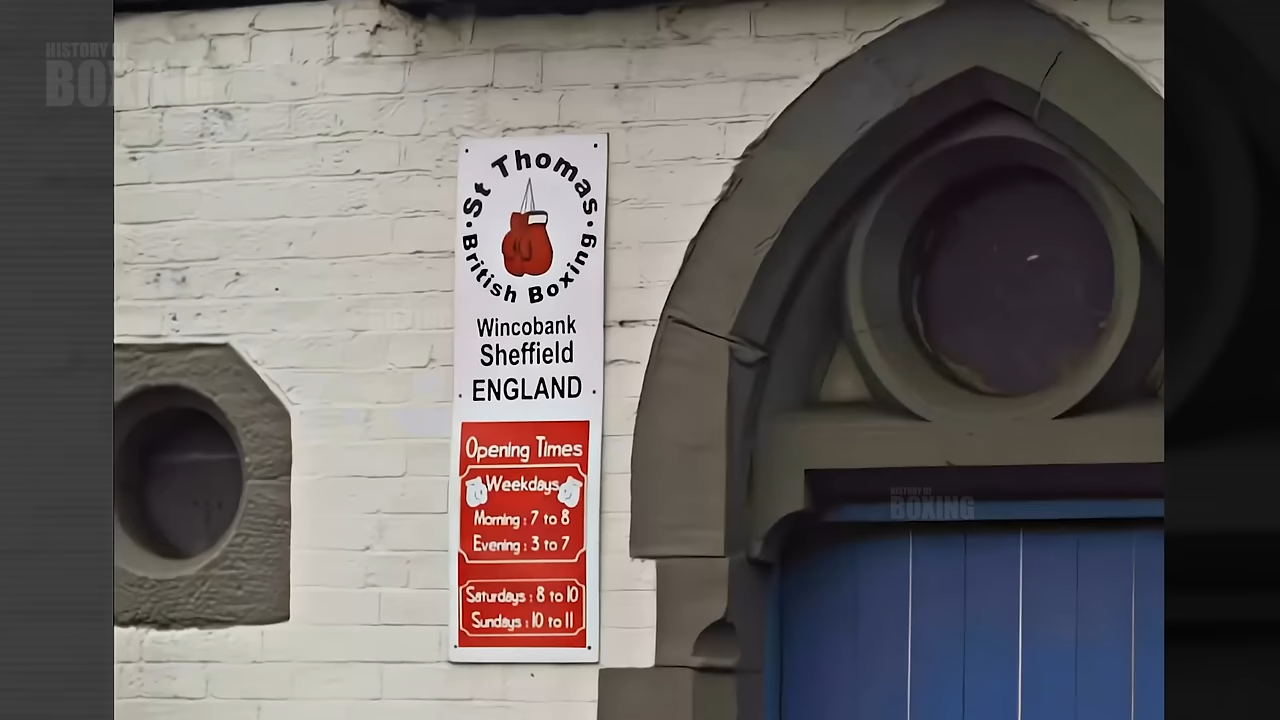 HISTORY OF
BOXING
St Thomas
British Boxing
Wincobank
Sheffield
ENGLAND
Opening Times
Weekdays
Morning : 7 to 8
Evening : 3 to 7
Saturdays : 8 to 10
Sundays : 10 to 11
HISTORY OF
BOXING